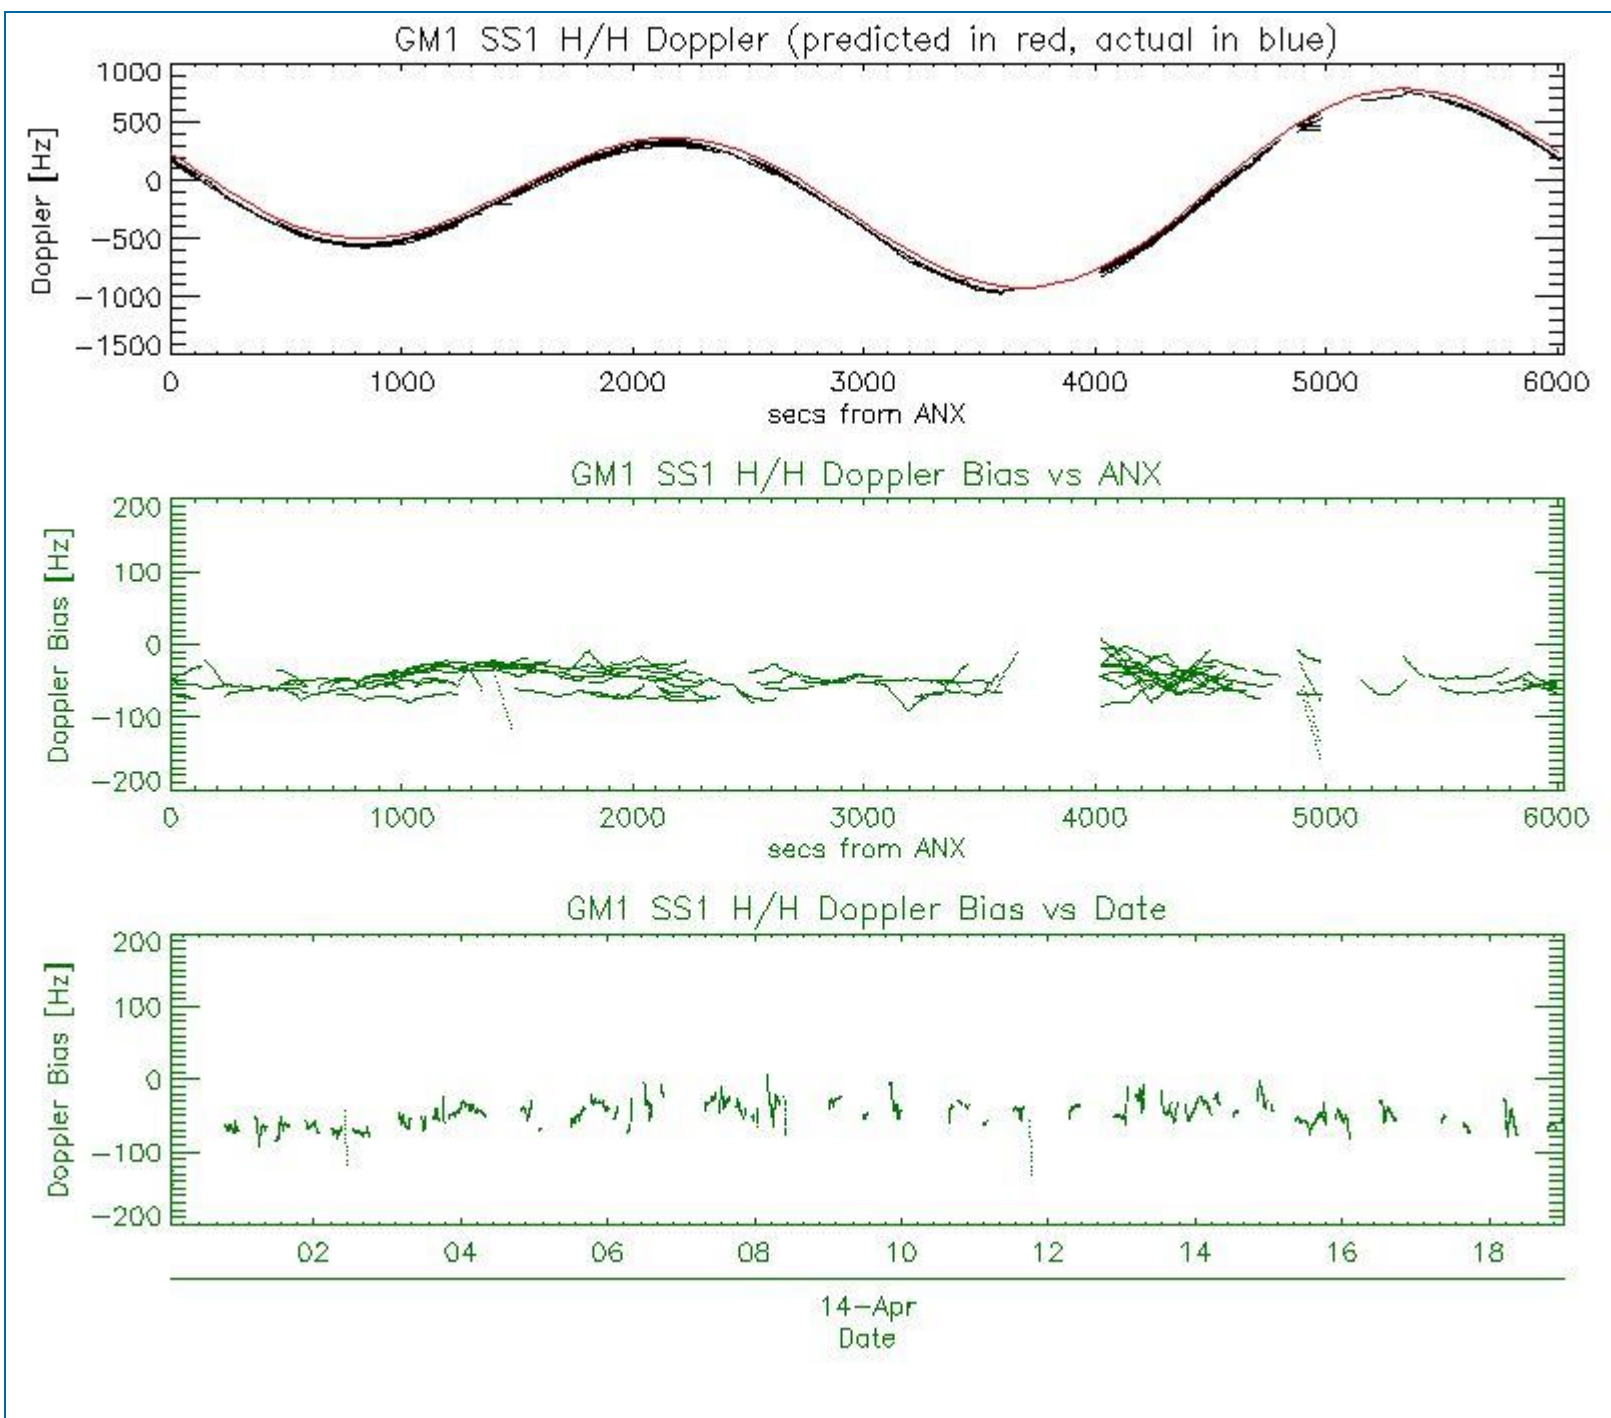 GM1 SS1 H/H Doppler (predicted in red, actual in blue)
Doppler [Hz]
1000
500
0
-500
-1000
-1500
0 1000 2000 3000 4000 5000 6000
secs from ANX
GM1 SS1 H/H Doppler Bias vs ANX
Doppler Bias [Hz]
200
100
0
-100
-200
0 1000 2000 3000 4000 5000 6000
secs from ANX
GM1 SS1 H/H Doppler Bias vs Date
Doppler Bias [Hz]
200
100
0
-100
-200
02 04 06 08 10 12 14 16 18
14-Apr
Date